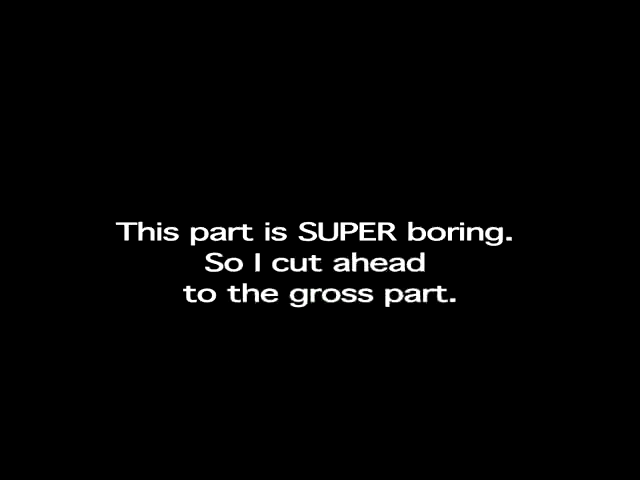 This part is SUPER boring.
So I cut ahead
to the gross part.